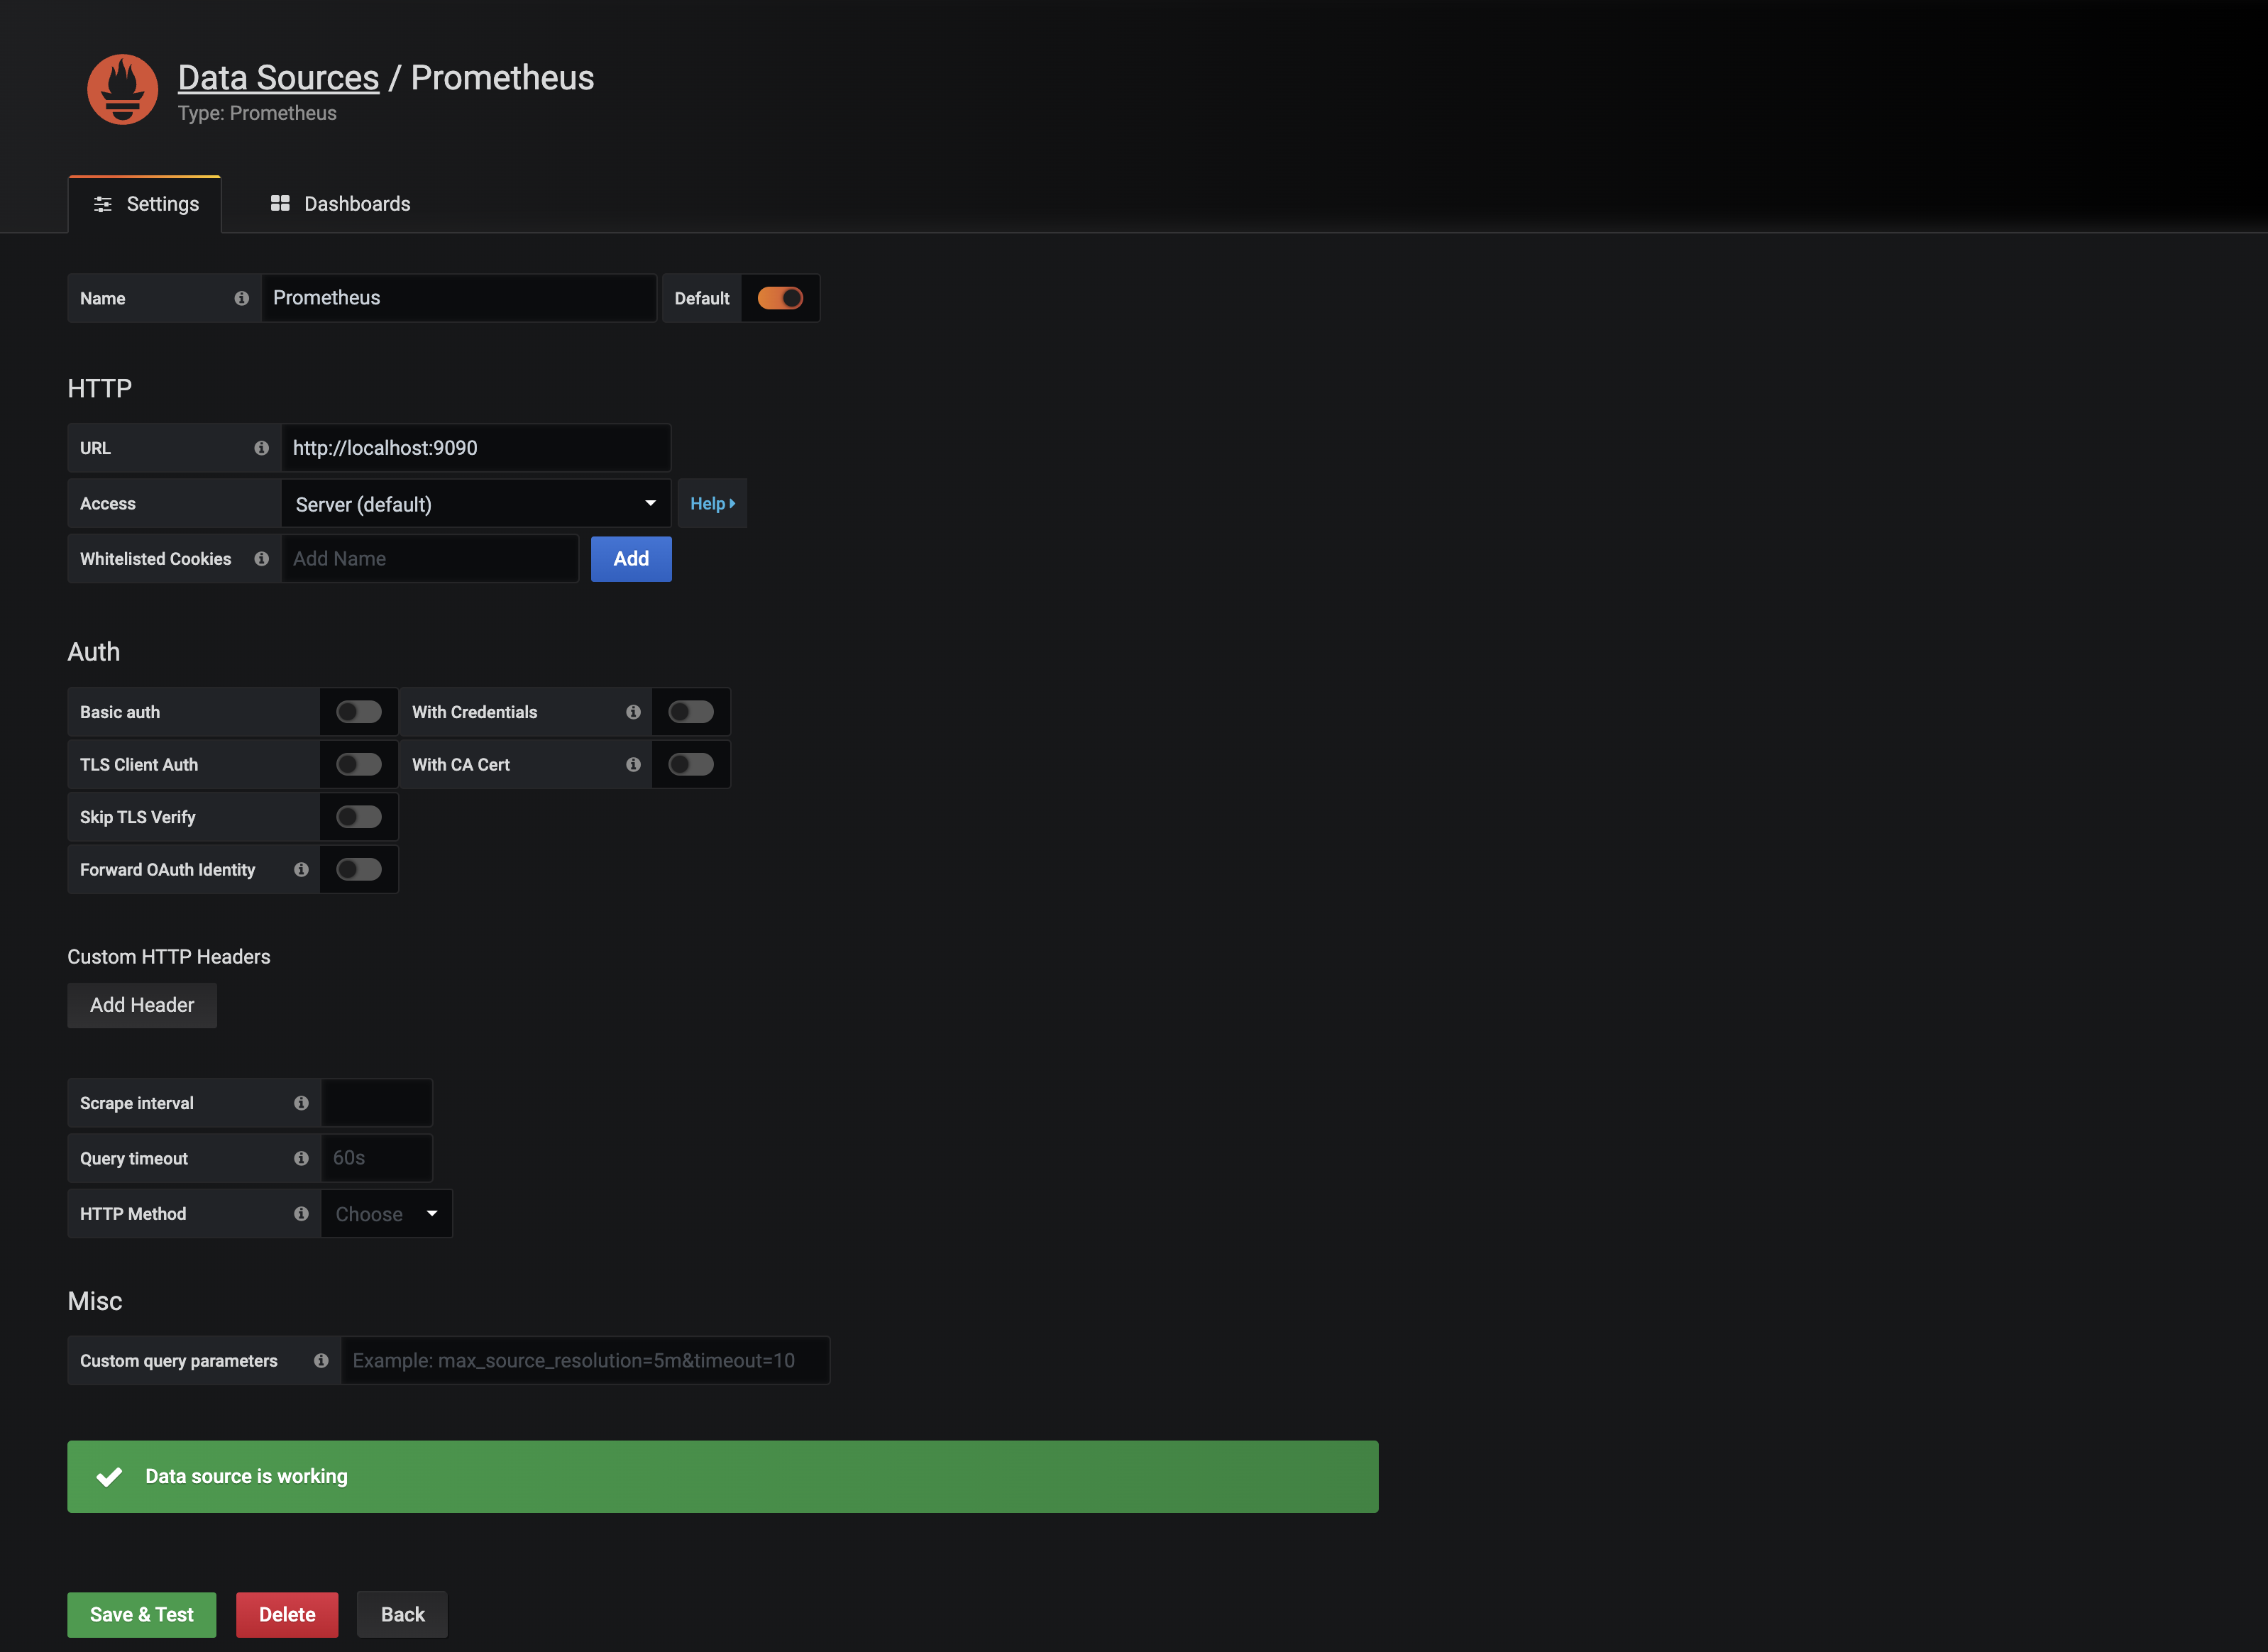 Data Sources / Prometheus
Type: Prometheus
Settings Dashboards
Name Prometheus Default
HTTP
URL http://localhost:9090
Access Server (default) Help
Whitelisted Cookies Add Name Add
Auth
Basic auth With Credentials
TLS Client Auth With CA Cert
Skip TLS Verify
Forward OAuth Identity
Custom HTTP Headers
Add Header
Scrape interval
Query timeout 60s
HTTP Method Choose
Misc
Custom query parameters Example: max_source_resolution=5m&timeout=10
Data source is working
Save & Test Delete Back